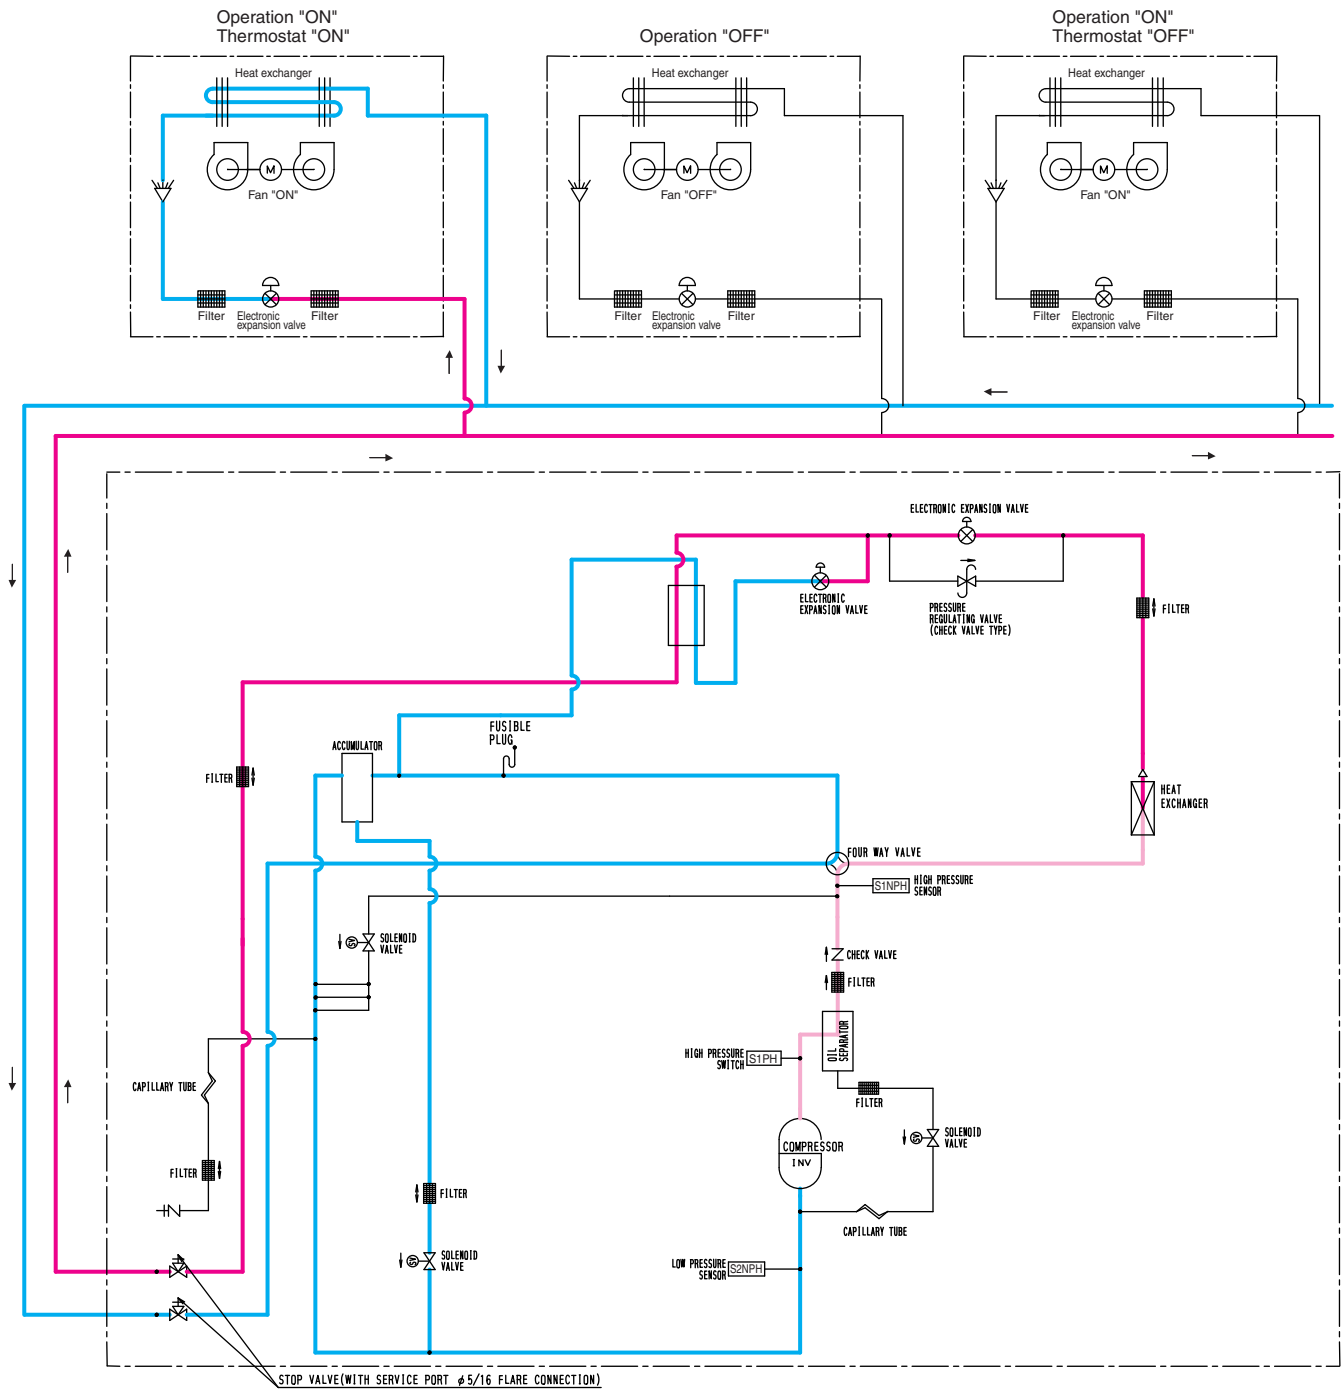 Operation "ON"
Thermostat "ON"
Operation "OFF"
Operation "ON"
Thermostat "OFF"
Heat exchanger
Heat exchanger
Heat exchanger
M
M
M
Fan "ON"
Fan "OFF"
Fan "ON"
Filter
Electronic
expansion valve
Filter
Filter
Electronic
expansion valve
Filter
Filter
Electronic
expansion valve
Filter
ELECTRONIC EXPANSION VALVE
ELECTRONIC
EXPANSION VALVE
PRESSURE
REGULATING VALVE
(CHECK VALVE TYPE)
FILTER
FUSIBLE
PLUG
ACCUMULATOR
FILTER
HEAT
EXCHANGER
FOUR WAY VALVE
S1NPH
HIGH PRESSURE
SENSOR
SV
SOLENOID
VALVE
CHECK VALVE
FILTER
OIL
SEPARATOR
HIGH PRESSURE
SWITCH
S1PH
CAPILLARY TUBE
FILTER
COMPRESSOR
INV
SV
SOLENOID
VALVE
FILTER
FILTER
CAPILLARY TUBE
SV
SOLENOID
VALVE
LOW PRESSURE
SENSOR
S2NPH
STOP VALVE(WITH SERVICE PORT φ5/16 FLARE CONNECTION)